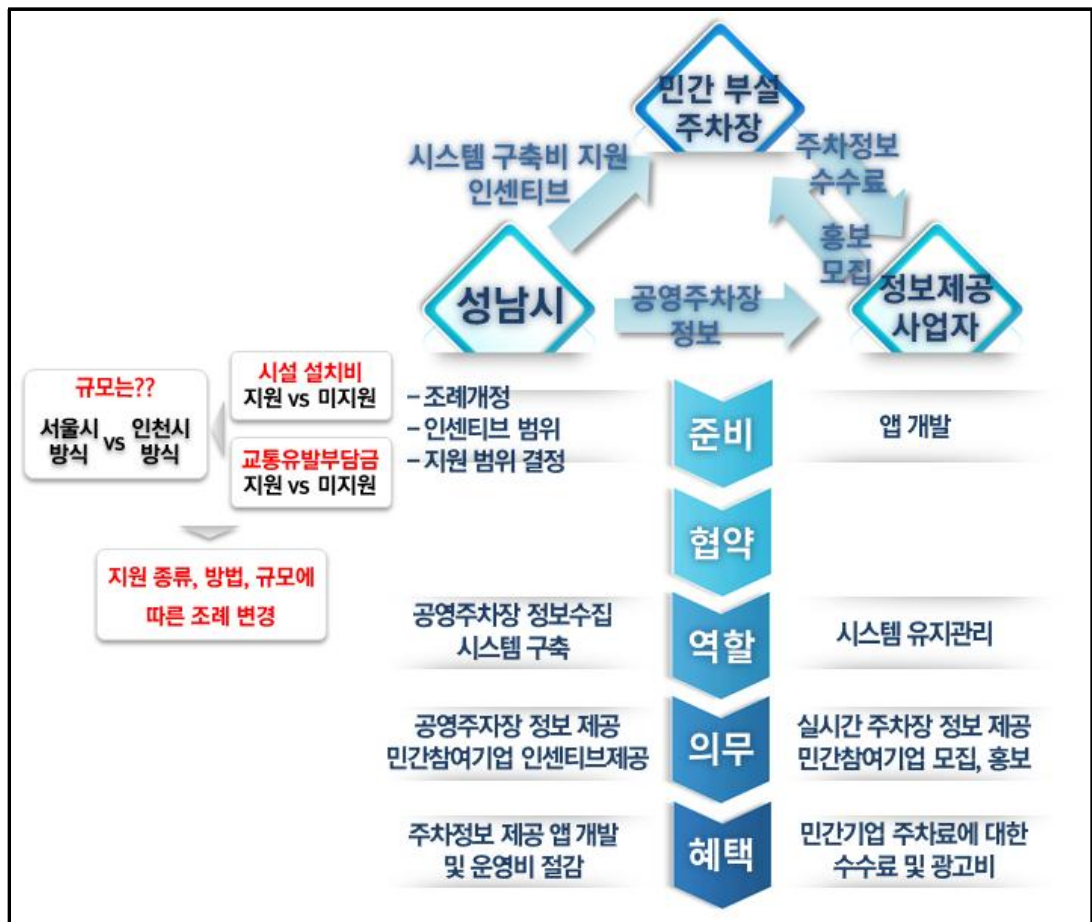 민간 부설
주차장
시스템 구축비 지원
인센티브
주차정보
수수료
홍보
모집
성남시
공영주차장
정보
정보제공
사업자
규모는??
서울시
방식
vs
인천시
방식
시설 설치비
지원 vs 미지원
교통유발부담금
지원 vs 미지원
– 조례개정
– 인센티브 범위
– 지원 범위 결정
준비
앱 개발
협약
지원 종류, 방법, 규모에
따른 조례 변경
공영주차장 정보수집
시스템 구축
역할
시스템 유지관리
공영주자장 정보 제공
민간참여기업 인센티브제공
의무
실시간 주차장 정보 제공
민간참여기업 모집, 홍보
주차정보 제공 앱 개발
및 운영비 절감
혜택
민간기업 주차료에 대한
수수료 및 광고비